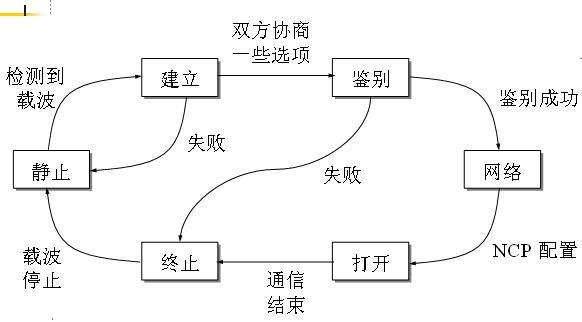 双方协商
一些选项
检测到
载波
建立
鉴别
鉴别成功
失败
失败
静止
网络
载波
停止
终止
打开
NCP 配置
通信
结束